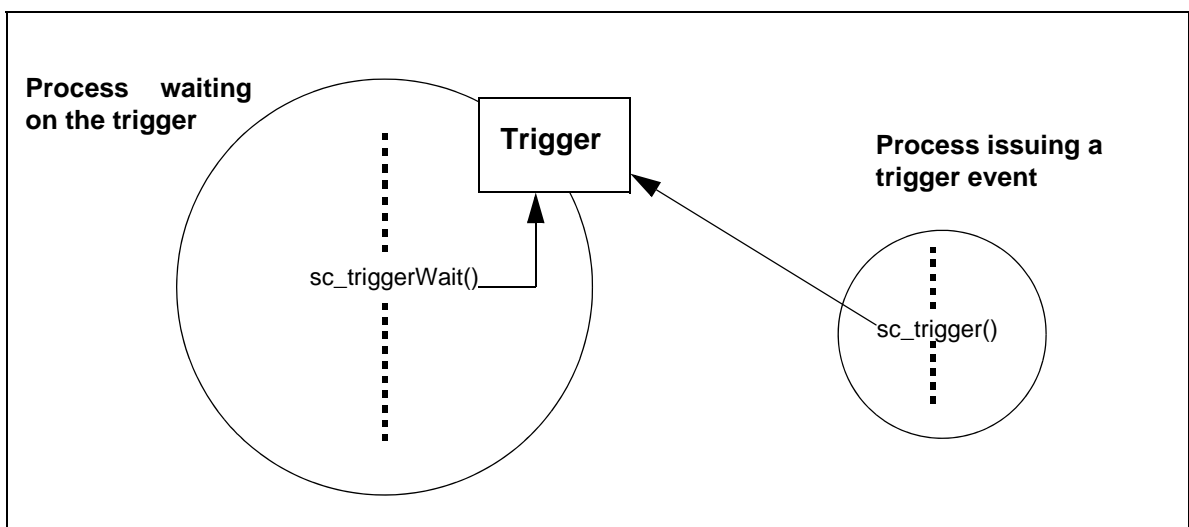 Process waiting
on the trigger
Trigger
Process issuing a
trigger event
sc_triggerWait()
sc_trigger()